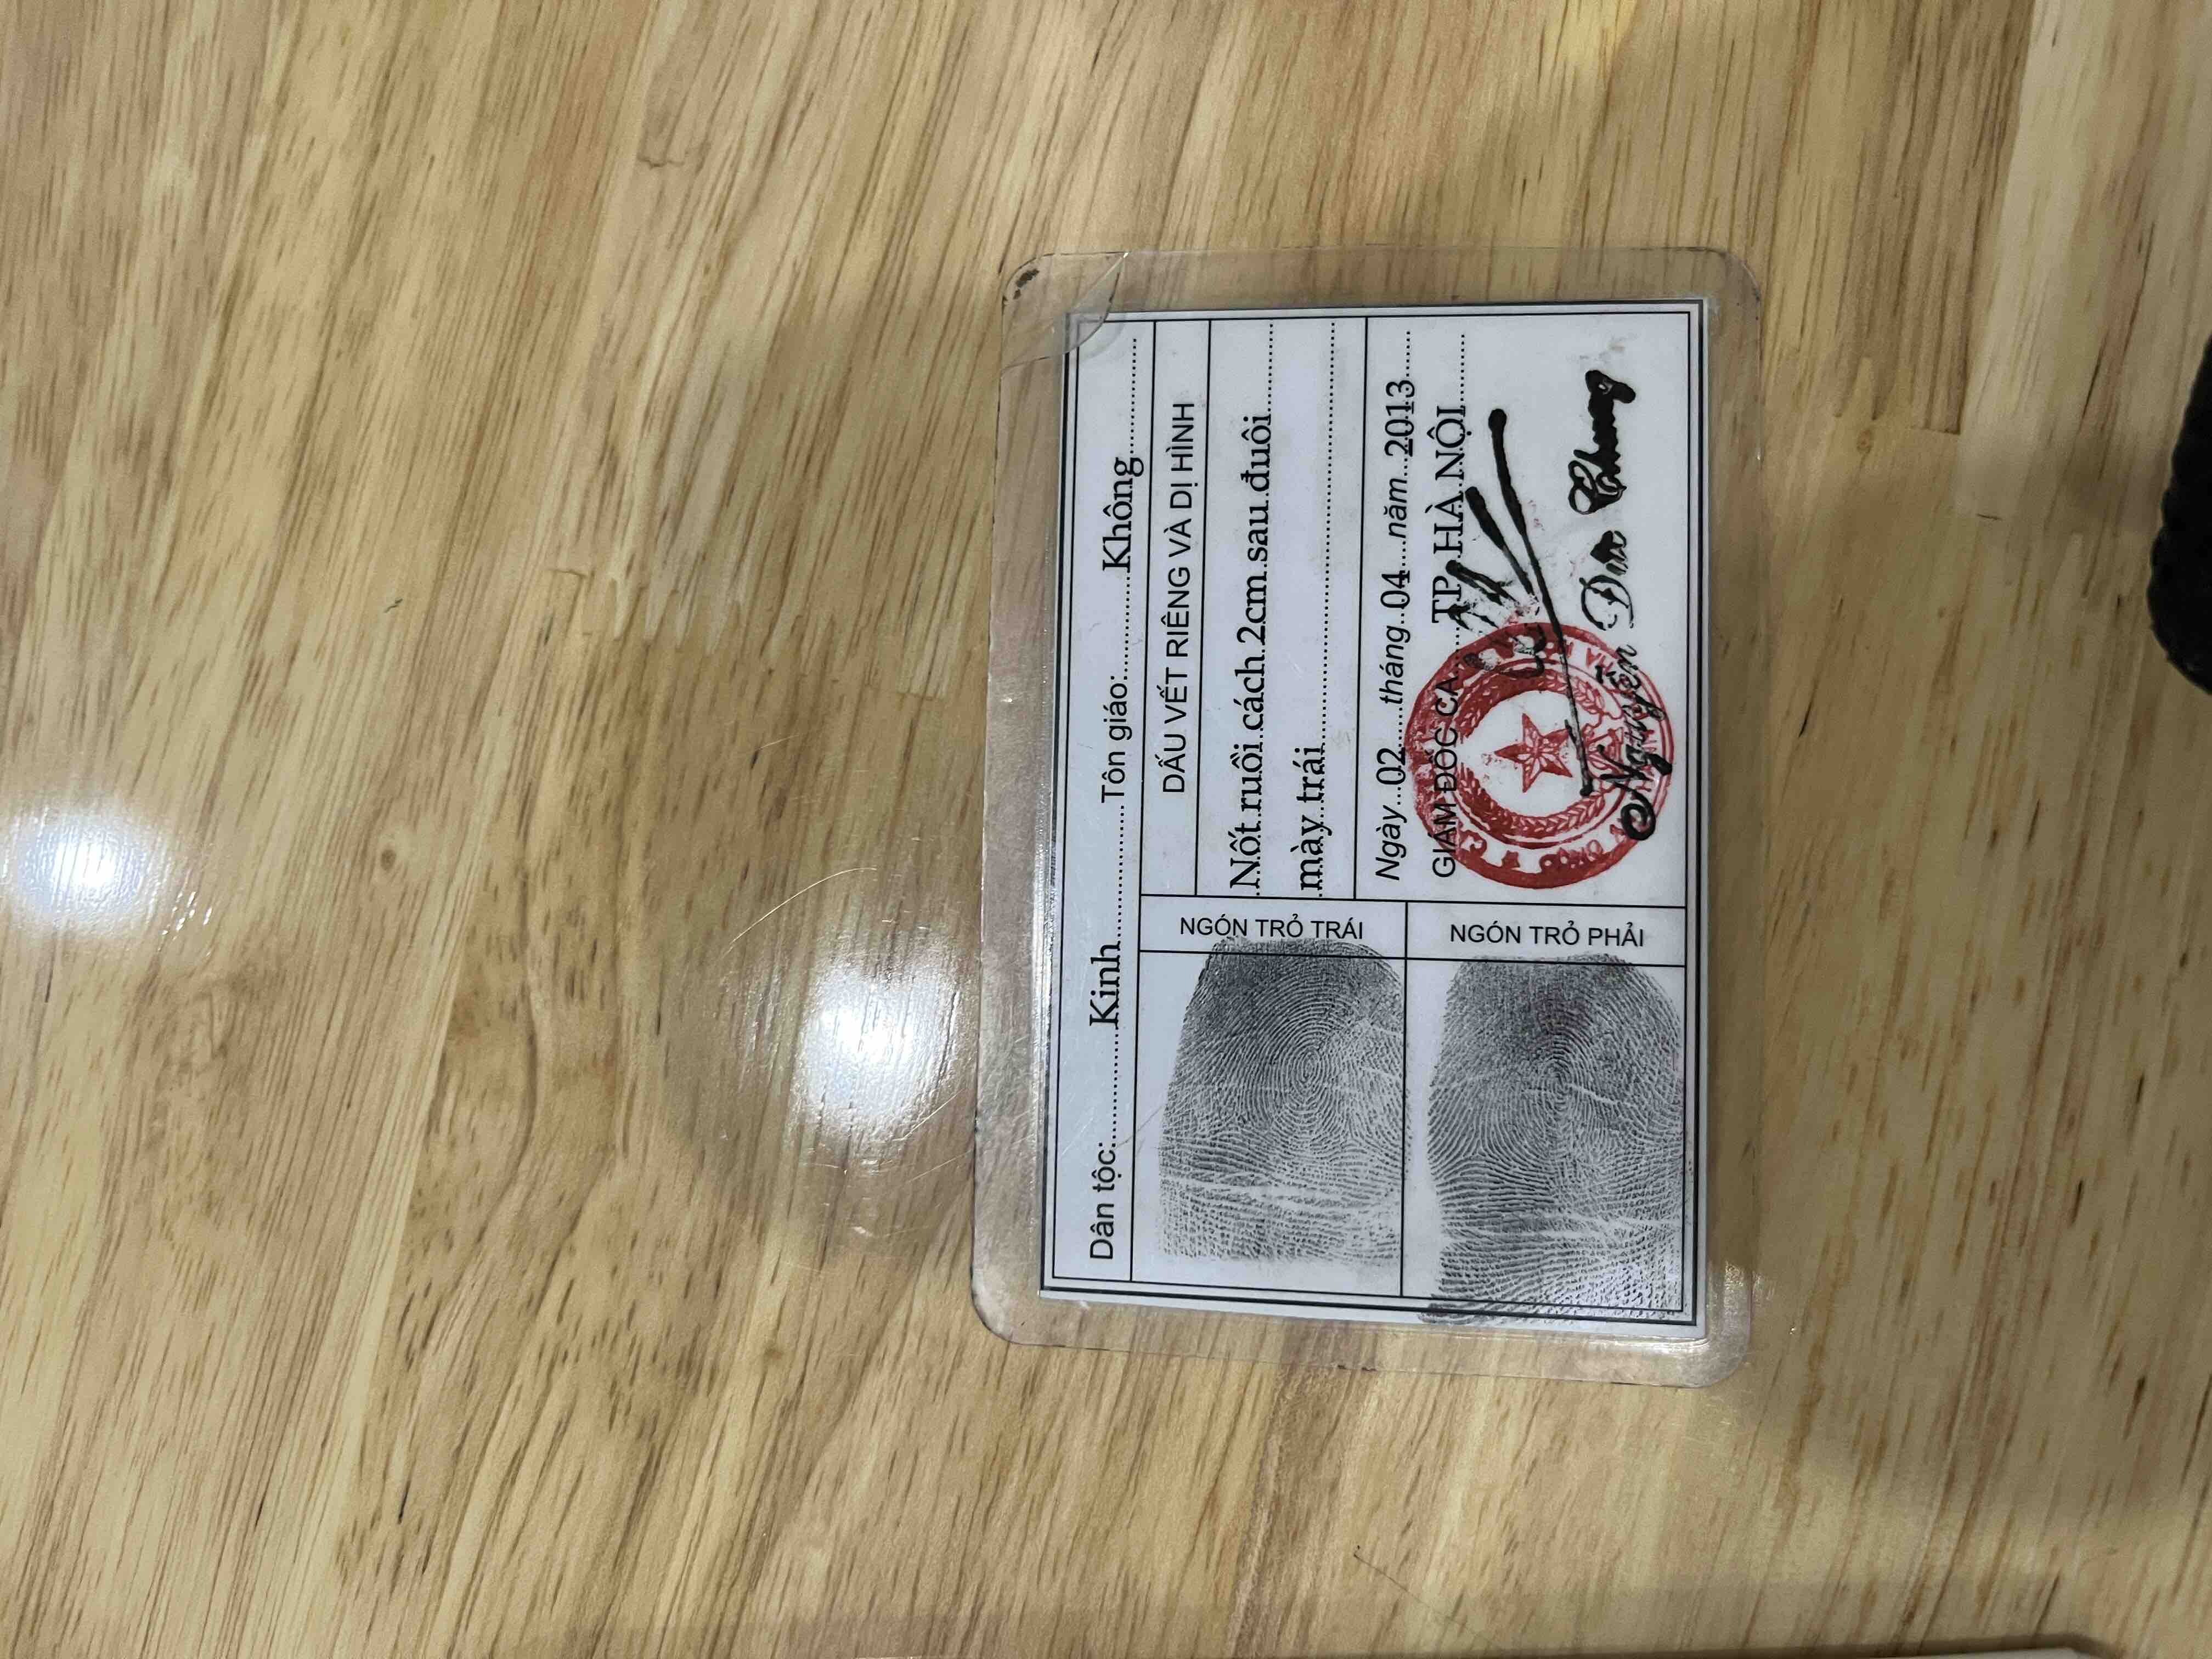 Dân tộc:..........Kinh..................Tôn giáo:..............Không..............
DẤU VẾT RIÊNG VÀ DỊ HÌNH
Nốt ruồi cách 2cm sau đuôi
mày trái
Ngày...02....tháng..04....năm..2013
GIÁM ĐỐC CA....TP HÀ NỘI
Nguyễn Đức Chung
NGÓN TRỎ TRÁI
NGÓN TRỎ PHẢI